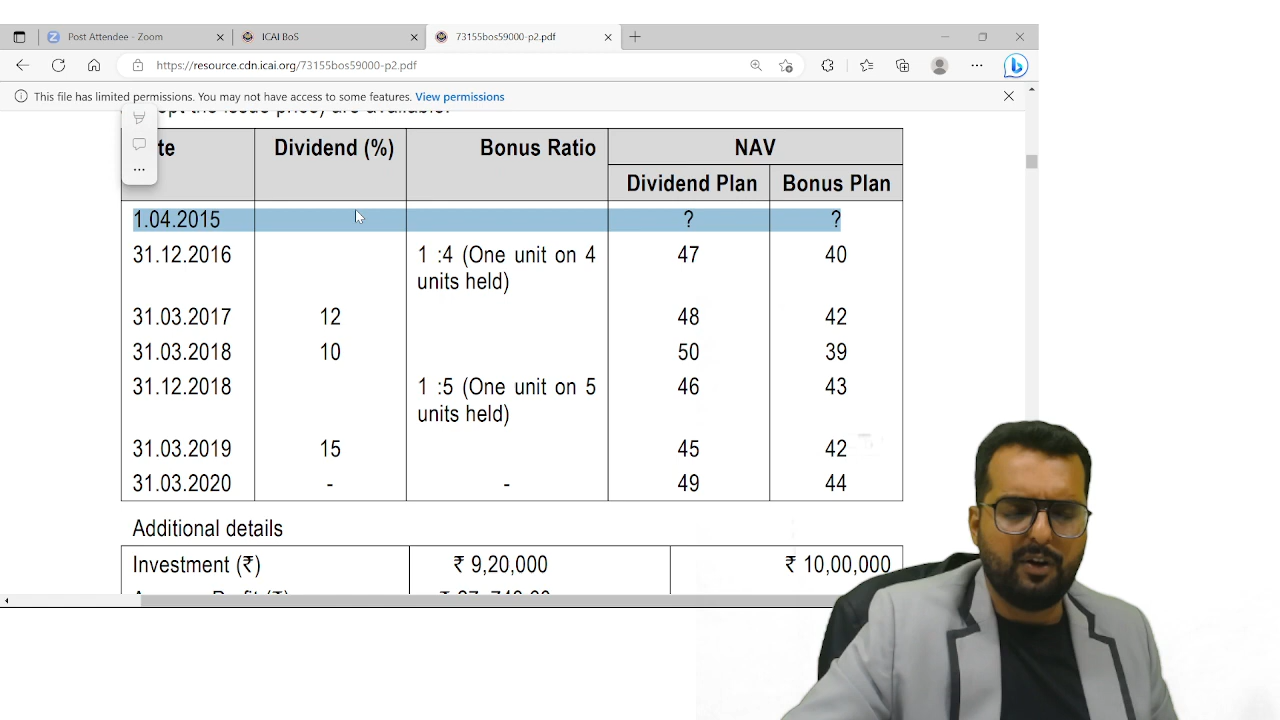 Post Attendee - Zoom
ICAI BoS
73155bos59000-p2.pdf
https://resource.cdn.icai.org/73155bos59000-p2.pdf
This file has limited permissions. You may not have access to some features. View permissions
the issue price) are available.
te Dividend (%) Bonus Ratio NAV
Dividend Plan Bonus Plan
1.04.2015 ? ?
31.12.2016 1 :4 (One unit on 4 47 40
units held)
31.03.2017 12 48 42
31.03.2018 10 50 39
31.12.2018 1 :5 (One unit on 5 46 43
units held)
31.03.2019 15 45 42
31.03.2020 - - 49 44
Additional details
Investment (₹) ₹ 9,20,000 ₹ 10,00,000